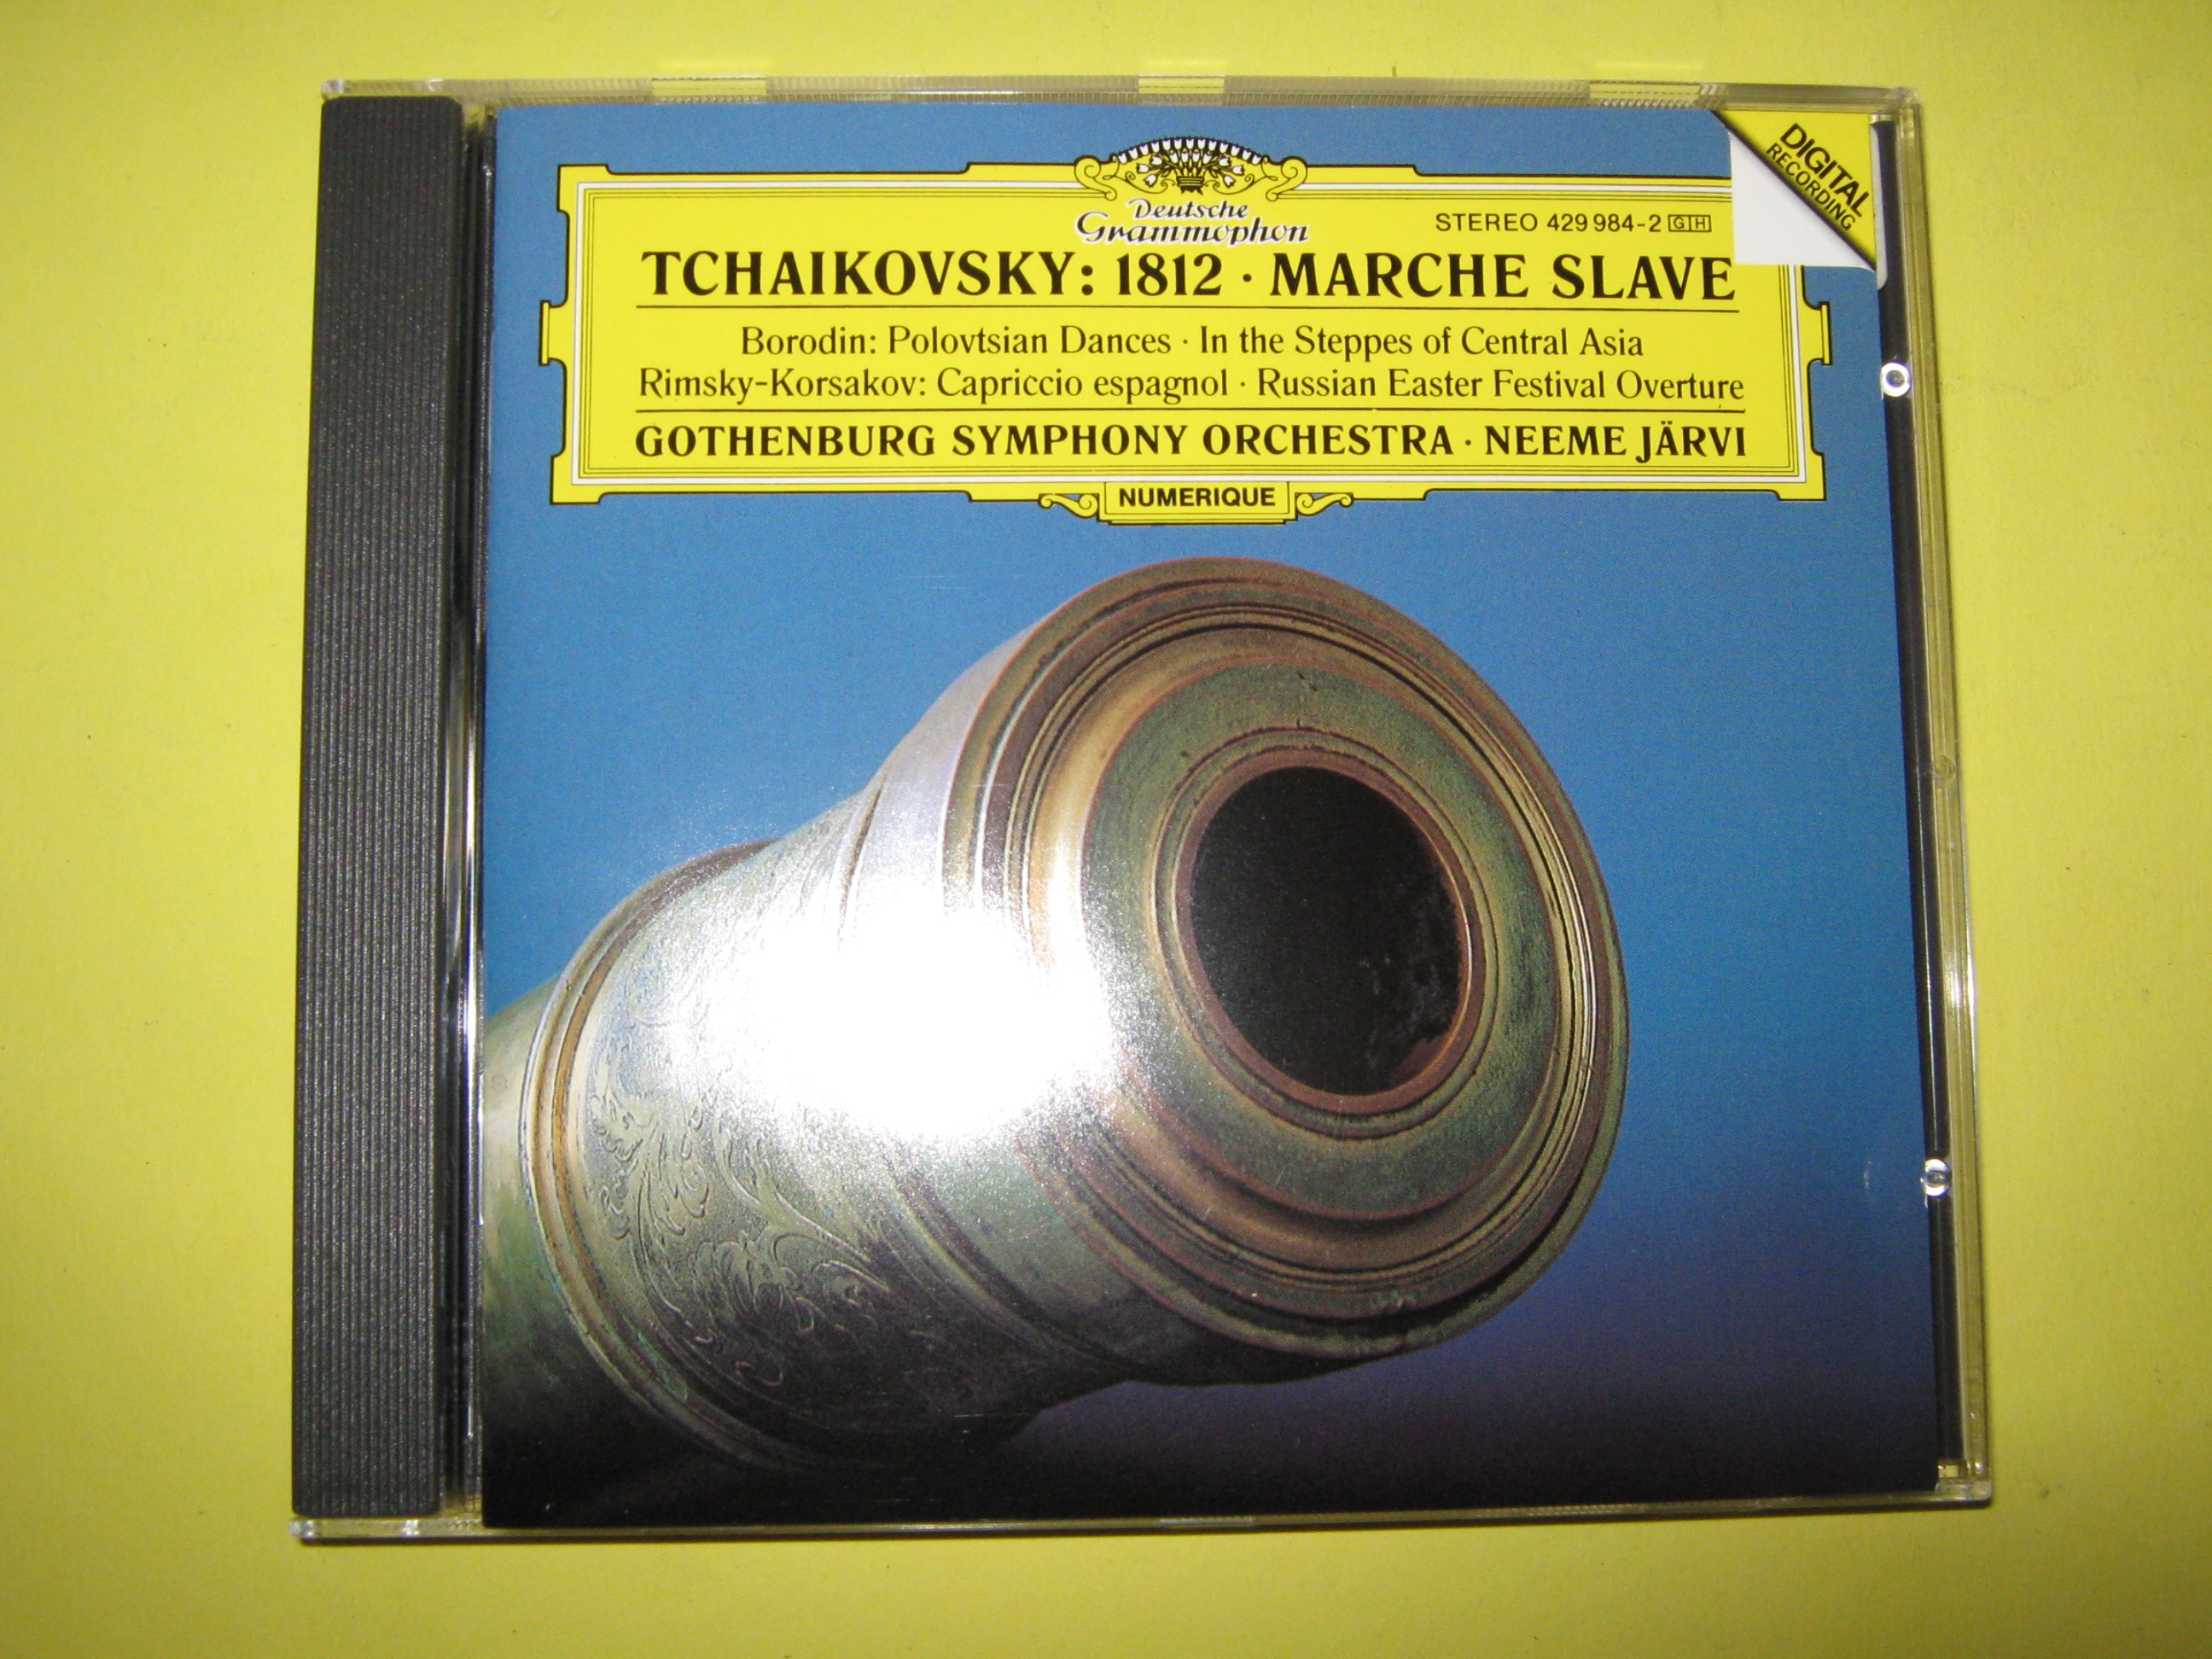 DIGITAL
RECORDING
Deutsche
Grammophon
STEREO 429 984-2 GH
TCHAIKOVSKY: 1812 · MARCHE SLAVE
Borodin: Polovtsian Dances · In the Steppes of Central Asia
Rimsky-Korsakov: Capriccio espagnol · Russian Easter Festival Overture
GOTHENBURG SYMPHONY ORCHESTRA · NEEME JÄRVI
NUMERIQUE